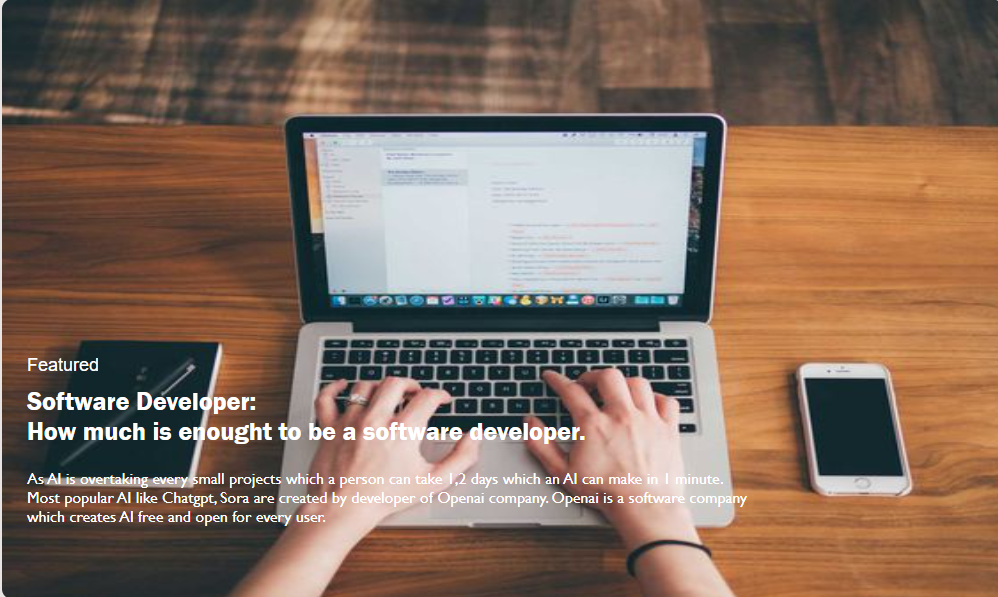 Featured
Software Developer:
How much is enought to be a software developer.
As AI is overtaking every small projects which a person can take 1,2 days which an AI can make in 1 minute.
Most popular AI like Chatgpt, Sora are created by developer of Openai company. Openai is a software company
which creates AI free and open for every user.